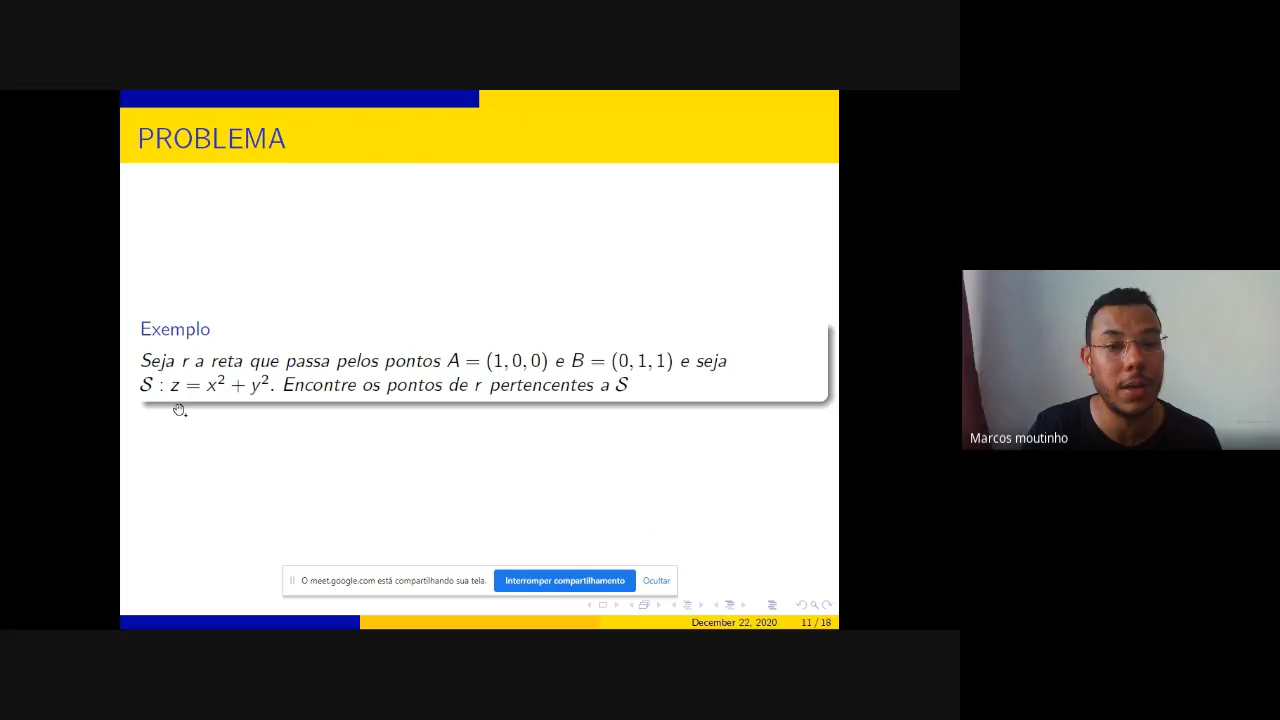 PROBLEMA
Exemplo
Seja r a reta que passa pelos pontos A = (1, 0, 0) e B = (0, 1, 1) e seja
S : z = x² + y². Encontre os pontos de r pertencentes a S
Marcos moutinho
O meet.google.com está compartilhando sua tela. Interromper compartilhamento Ocultar
December 22, 2020 11 / 18